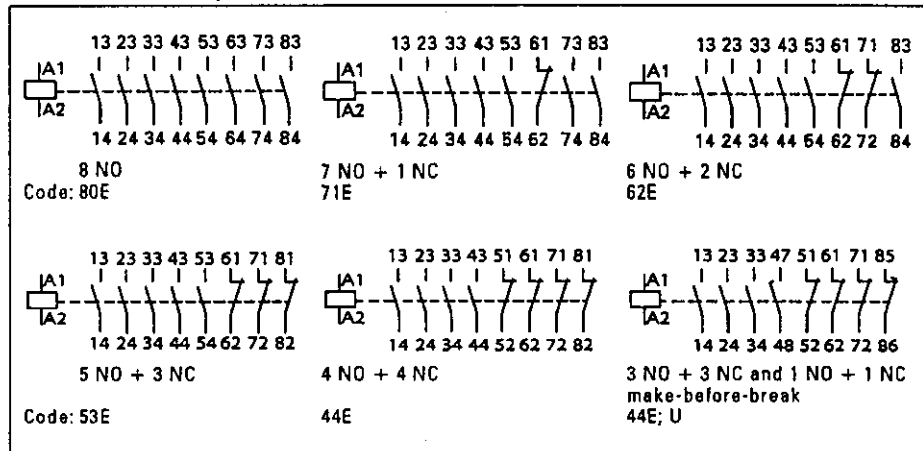 13 23 33 43 53 63 73 83
A1
A2
14 24 34 44 54 64 74 84
8 NO
Code: 80E
13 23 33 43 53 61 73 83
A1
A2
14 24 34 44 54 62 74 84
7 NO + 1 NC
71E
13 23 33 43 53 61 71 83
A1
A2
14 24 34 44 54 62 72 84
6 NO + 2 NC
62E
13 23 33 43 53 61 71 81
A1
A2
14 24 34 44 54 62 72 82
5 NO + 3 NC
Code: 53E
13 23 33 43 51 61 71 81
A1
A2
14 24 34 44 52 62 72 82
4 NO + 4 NC
44E
13 23 33 47 51 61 71 85
A1
A2
14 24 34 48 52 62 72 86
3 NO + 3 NC and 1 NO + 1 NC
make-before-break
44E; U